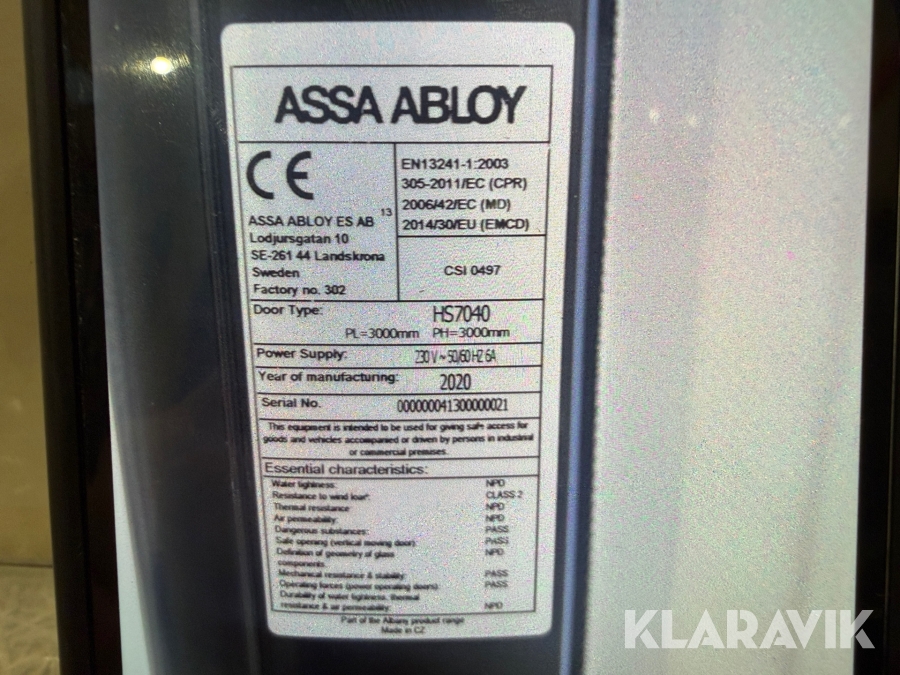 ASSA ABLOY
CE
13
ASSA ABLOY ES AB
Lodjursgatan 10
SE-261 44 Landskrona
Sweden
Factory no. 302
EN13241-1:2003
305-2011/EC (CPR)
2006/42/EC (MD)
2014/30/EU (EMCD)
CSI 0497
Door Type: HS7040
PL=3000mm PH=3000mm
Power Supply: 230 V ~ 50/60 HZ 6A
Year of manufacturing: 2020
Serial No. 000000041300000021
This equipment is intended to be used for giving safe access for
goods and vehicles accompanied or driven by persons in industrial
or commercial premises.
Essential characteristics:
Water tightness: NPD
Resistance to wind load: CLASS 2
Thermal resistance NPD
Air permeability: NPD
Dangerous substances: PASS
Safe opening (vertical moving door): PASS
Definition of geometry of glass NPD
components:
Mechanical resistance & stability: PASS
Operating forces (power operating doors): PASS
Durability of water tightness, thermal
resistance & air permeability: NPD
Part of the Albany product range
Made in CZ
KLARAVIK